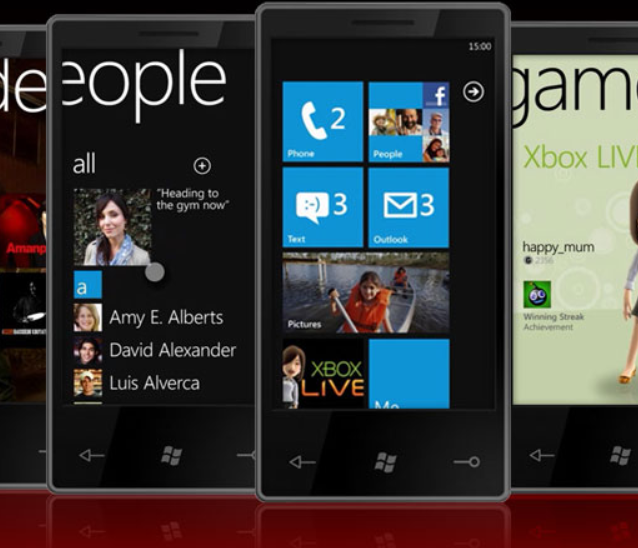 de
eople
all
"Heading to
the gym now"
a
Amy E. Alberts
David Alexander
Luis Alverca
15:00
2
Phone
f
People
3
Text
3
Outlook
Pictures
XBOX
LIVE
Me
game
Xbox LIV
happy_mum
2356
Winning Streak
Achievement